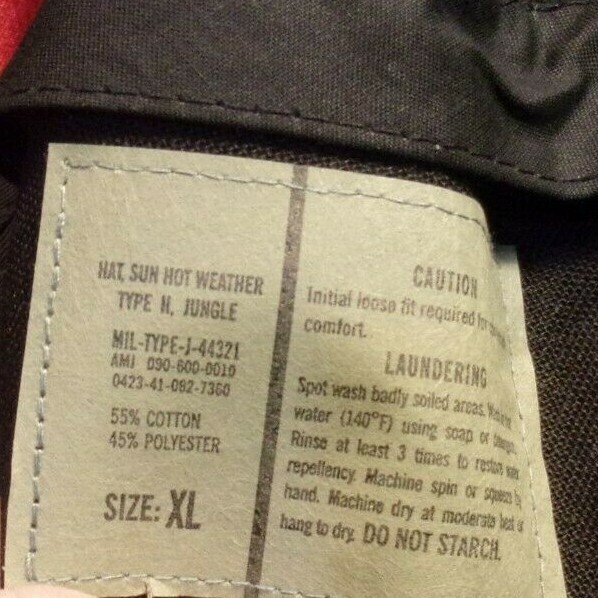 HAT, SUN HOT WEATHER
TYPE II, JUNGLE
MIL-TYPE-J-44321
AMJ 090-600-0010
0423-41-092-7360
55% COTTON
45% POLYESTER
SIZE: XL
CAUTION
Initial loose fit required for
comfort.
LAUNDERING
Spot wash badly soiled areas.
water (140°F) using soap or
Rinse at least 3 times to restore
repellency. Machine spin or squeeze by
hand. Machine dry at moderate heat or
hang to dry. DO NOT STARCH.